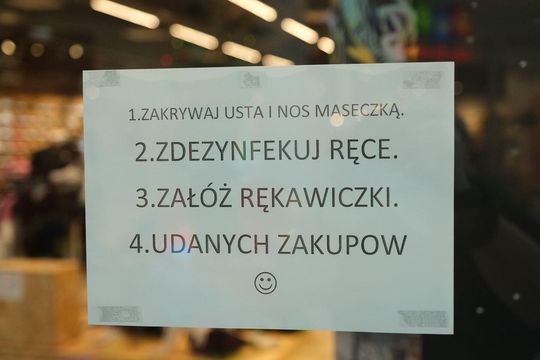 1.ZAKRYWAJ USTA I NOS MASECZKĄ.
2.ZDEZYNFEKUJ RĘCE.
3.ZAŁÓŻ RĘKAWICZKI.
4.UDANYCH ZAKUPOW
☺